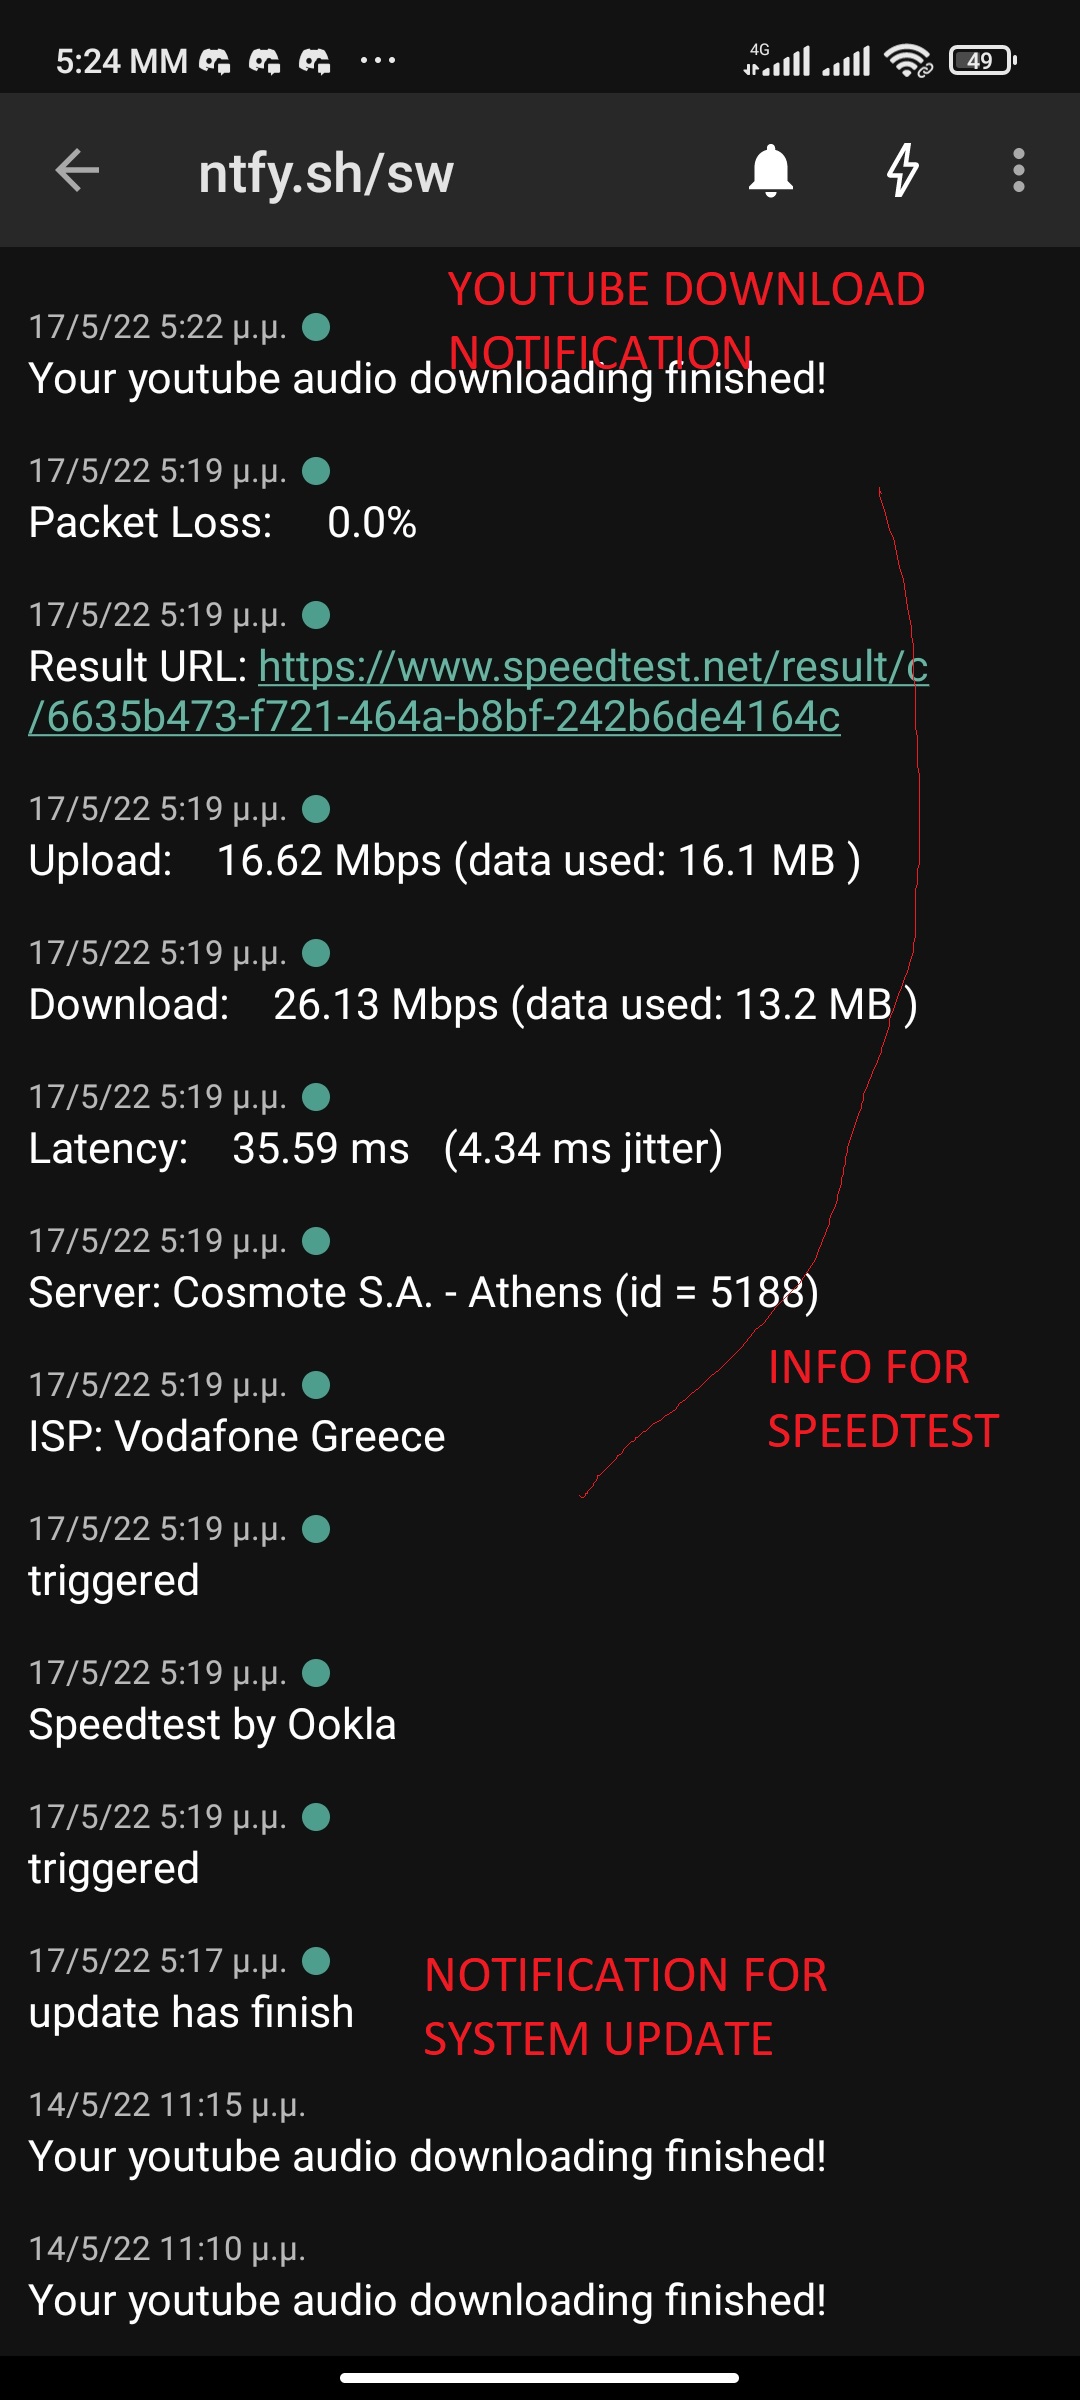 5:24 MM
4G
49
ntfy.sh/sw
YOUTUBE DOWNLOAD
NOTIFICATION
17/5/22 5:22 μ.μ.
Your youtube audio downloading finished!
17/5/22 5:19 μ.μ.
Packet Loss: 0.0%
17/5/22 5:19 μ.μ.
Result URL: https://www.speedtest.net/result/c
/6635b473-f721-464a-b8bf-242b6de4164c
17/5/22 5:19 μ.μ.
Upload: 16.62 Mbps (data used: 16.1 MB )
17/5/22 5:19 μ.μ.
Download: 26.13 Mbps (data used: 13.2 MB )
17/5/22 5:19 μ.μ.
Latency: 35.59 ms (4.34 ms jitter)
17/5/22 5:19 μ.μ.
Server: Cosmote S.A. - Athens (id = 5188)
INFO FOR
SPEEDTEST
17/5/22 5:19 μ.μ.
ISP: Vodafone Greece
17/5/22 5:19 μ.μ.
triggered
17/5/22 5:19 μ.μ.
Speedtest by Ookla
17/5/22 5:19 μ.μ.
triggered
17/5/22 5:17 μ.μ.
update has finish
NOTIFICATION FOR
SYSTEM UPDATE
14/5/22 11:15 μ.μ.
Your youtube audio downloading finished!
14/5/22 11:10 μ.μ.
Your youtube audio downloading finished!